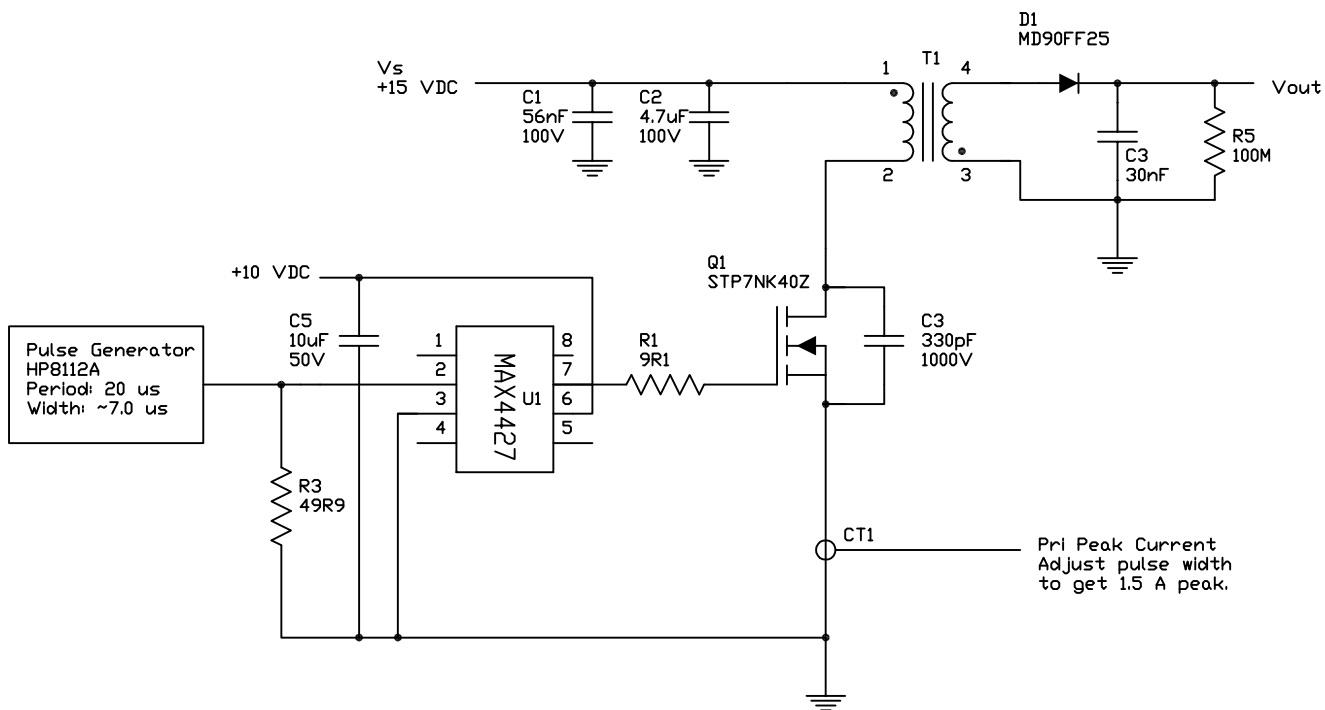 D1
MD90FF25
Vs
+15 VDC
C1
56nF
100V
C2
4.7uF
100V
1
T1
4
2
3
Vout
C3
30nF
R5
100M
+10 VDC
Q1
STP7NK40Z
C5
10uF
50V
C3
330pF
1000V
Pulse Generator
HP8112A
Period: 20 us
Width: ~7.0 us
1
2
3
4
MAX4427
U1
8
7
6
5
R1
9R1
R3
49R9
CT1
Pri Peak Current
Adjust pulse width
to get 1.5 A peak.